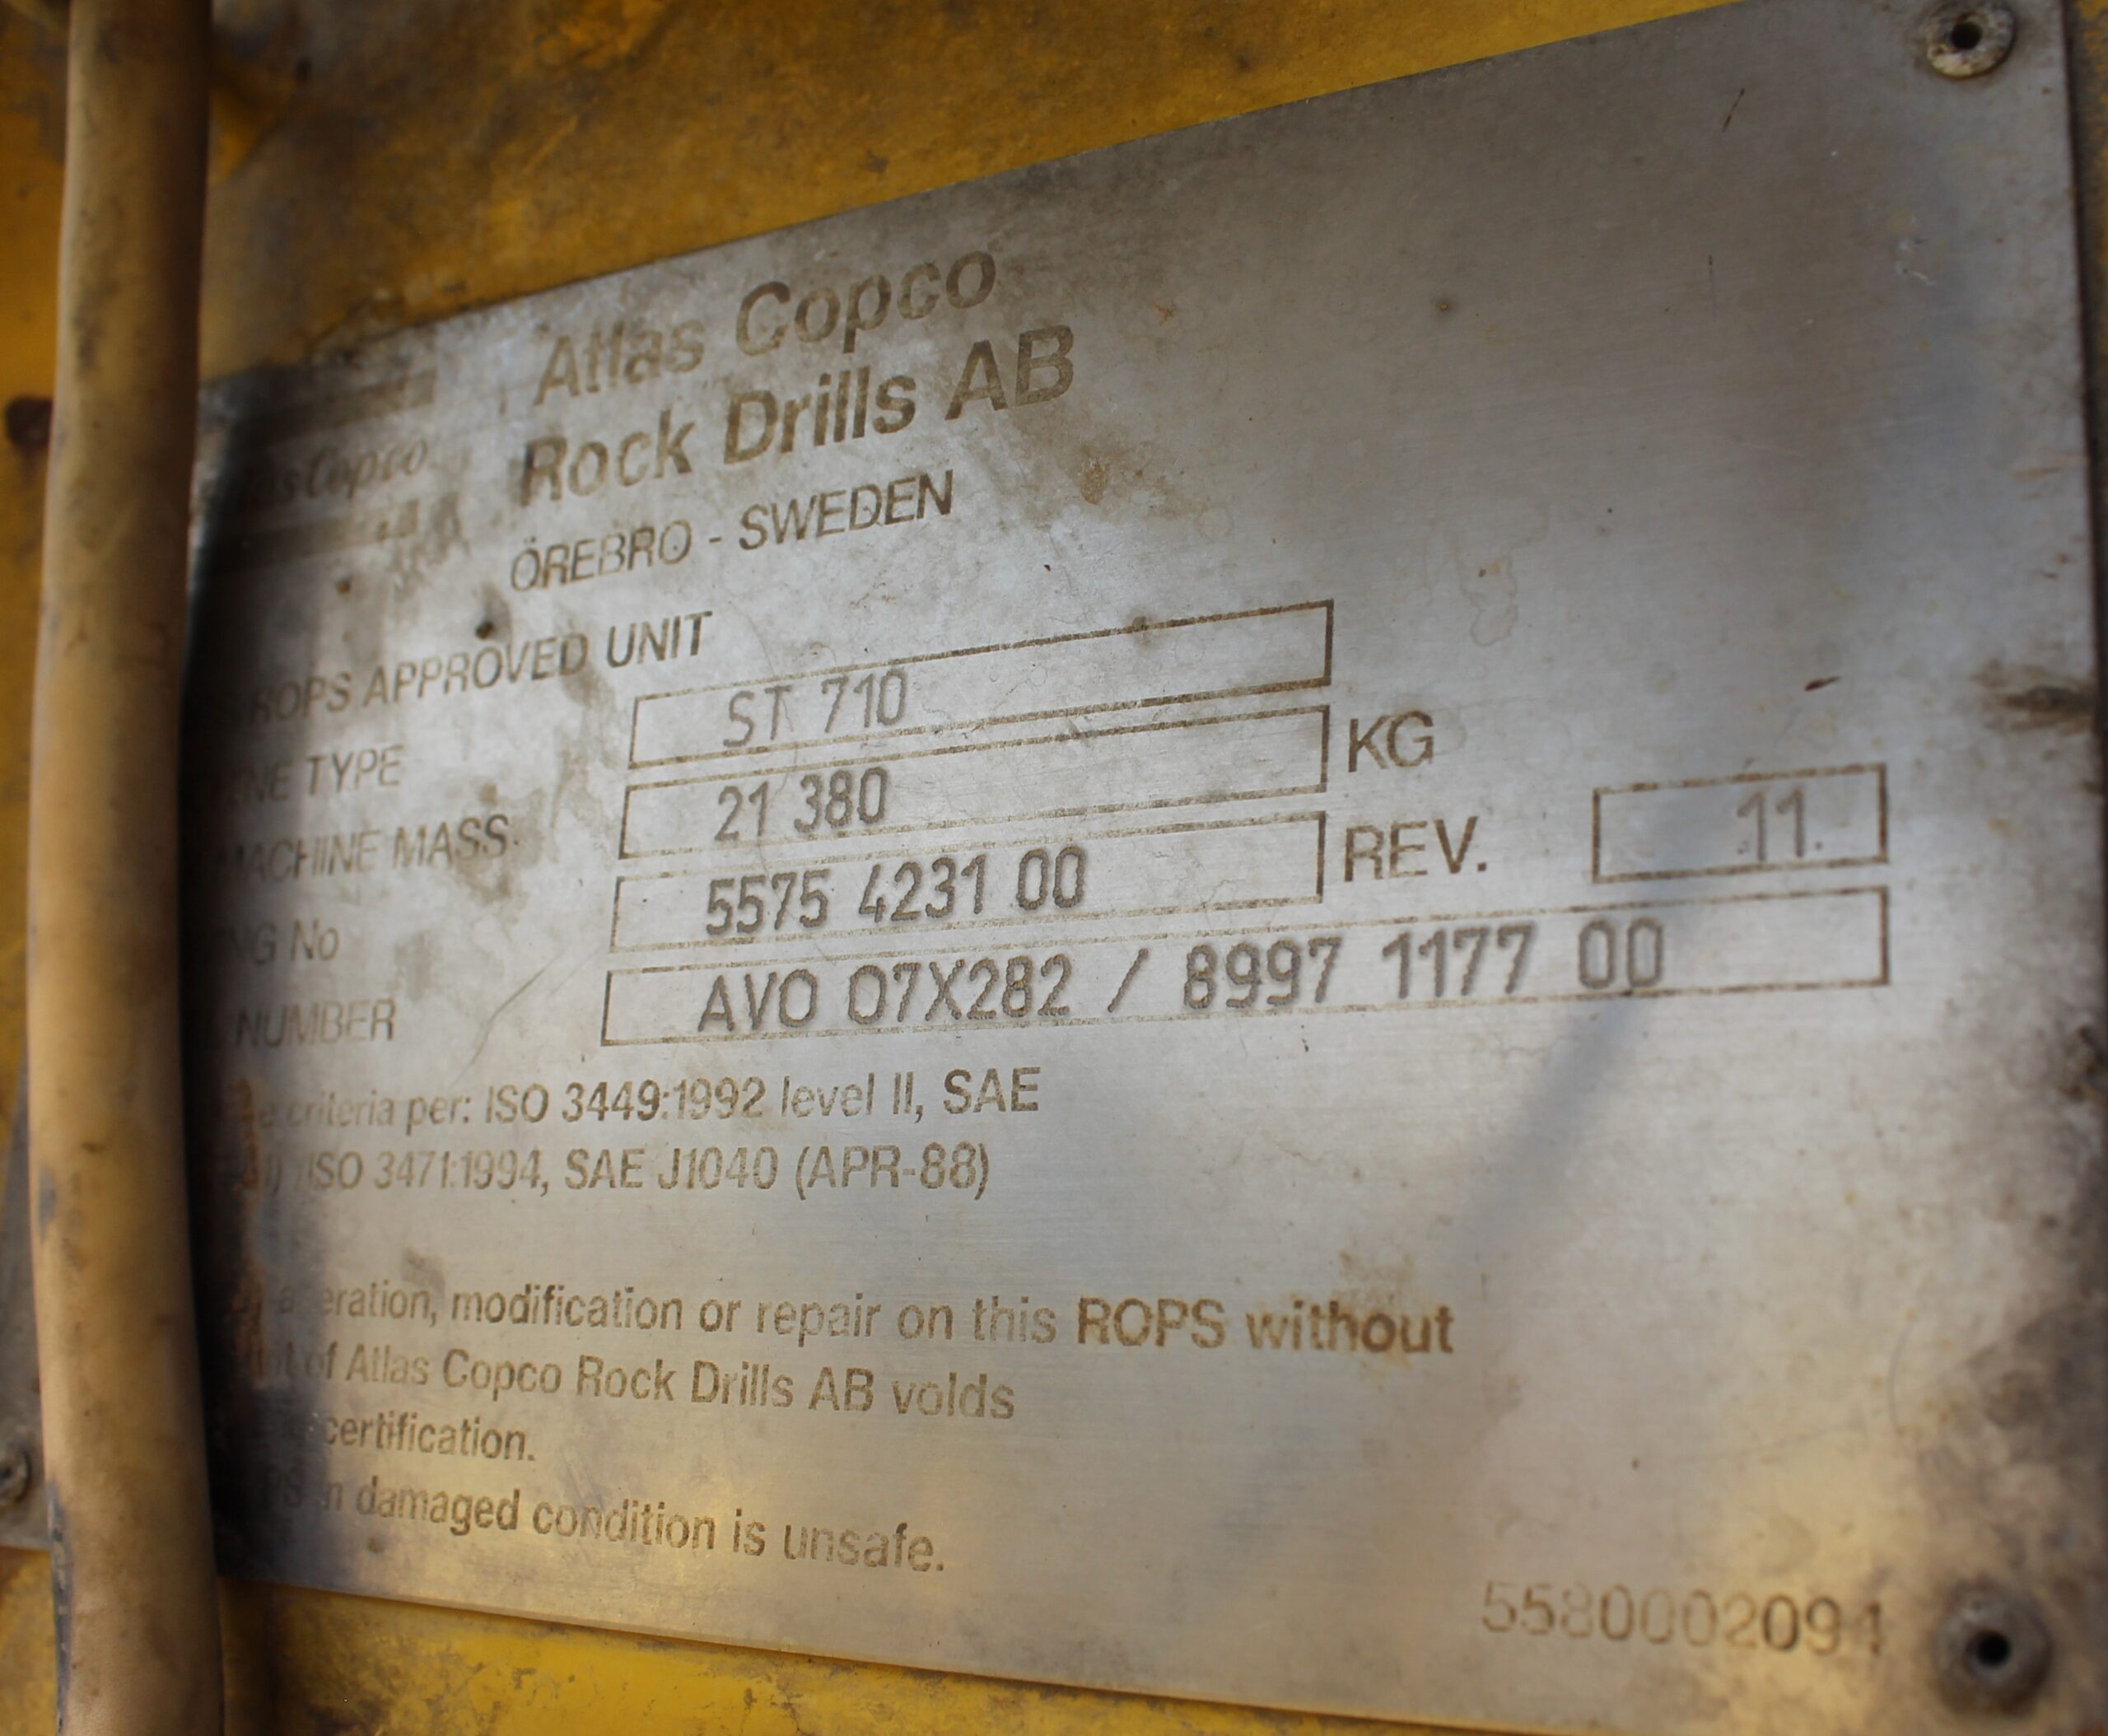 Atlas Copco
Rock Drills AB
Copco
ÖREBRO - SWEDEN
ROPS APPROVED UNIT
TYPE ST 710
MACHINE MASS 21 380 KG
No 5575 4231 00 REV. 11
NUMBER AVO 07X282 / 8997 1177 00
criteria per: ISO 3449:1992 level II, SAE
ISO 3471:1994, SAE J1040 (APR-88)
modification or repair on this ROPS without
of Atlas Copco Rock Drills AB voids
certification.
damaged condition is unsafe.
5580002094